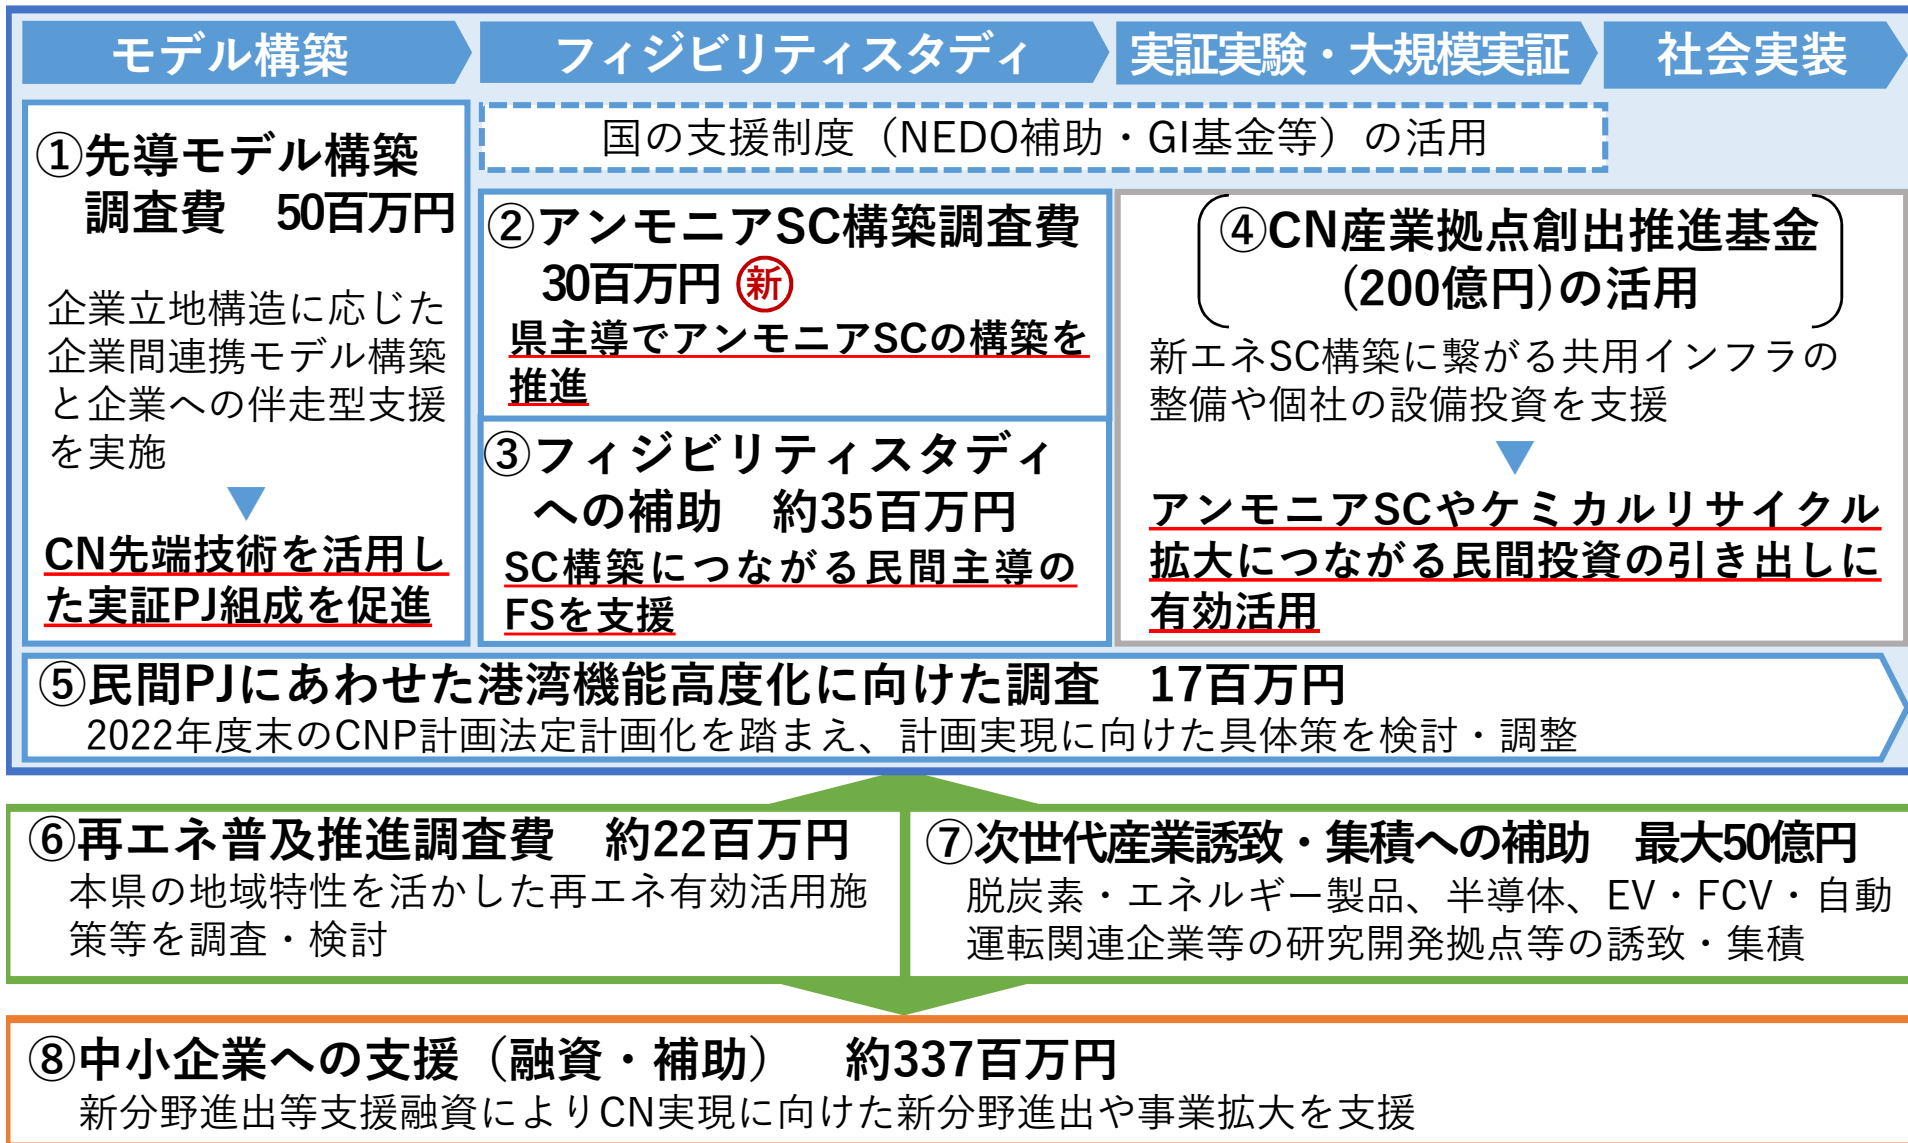 モデル構築
フィジビリティスタディ
実証実験・大規模実証
社会実装
国の支援制度（NEDO補助・GI基金等）の活用
①先導モデル構築
調査費　50百万円
企業立地構造に応じた
企業間連携モデル構築
と企業への伴走型支援
を実施
CN先端技術を活用し
た実証PJ組成を促進
②アンモニアSC構築調査費
30百万円 新
県主導でアンモニアSCの構築を
推進
③フィジビリティスタディ
への補助　約35百万円
SC構築につながる民間主導の
FSを支援
④CN産業拠点創出推進基金
(200億円)の活用
新エネSC構築に繋がる共用インフラの
整備や個社の設備投資を支援
アンモニアSCやケミカルリサイクル
拡大につながる民間投資の引き出しに
有効活用
⑤民間PJにあわせた港湾機能高度化に向けた調査　17百万円
2022年度末のCNP計画法定計画化を踏まえ、計画実現に向けた具体策を検討・調整
⑥再エネ普及推進調査費　約22百万円
本県の地域特性を活かした再エネ有効活用施
策等を調査・検討
⑦次世代産業誘致・集積への補助　最大50億円
脱炭素・エネルギー製品、半導体、EV・FCV・自動
運転関連企業等の研究開発拠点等の誘致・集積
⑧中小企業への支援（融資・補助）　約337百万円
新分野進出等支援融資によりCN実現に向けた新分野進出や事業拡大を支援